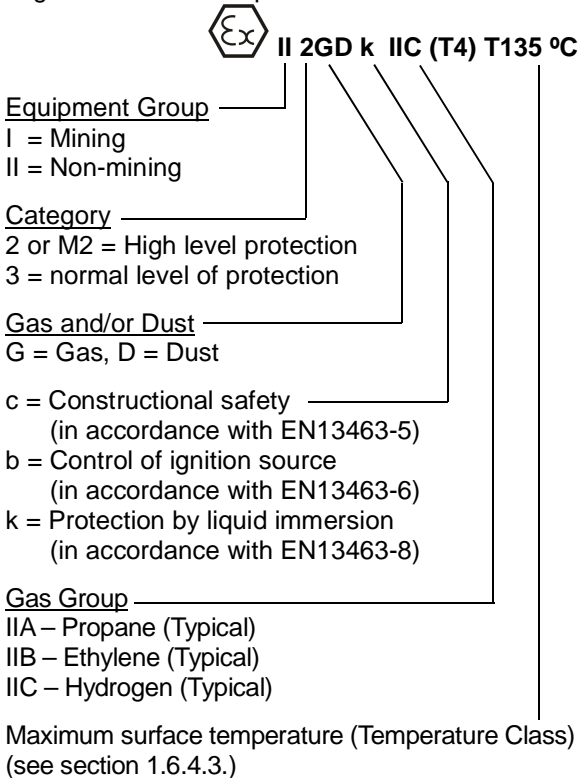 Ex II 2GD k IIC (T4) T135 ºC
Equipment Group
I = Mining
II = Non-mining
Category
2 or M2 = High level protection
3 = normal level of protection
Gas and/or Dust
G = Gas, D = Dust
c = Constructional safety
(in accordance with EN13463-5)
b = Control of ignition source
(in accordance with EN13463-6)
k = Protection by liquid immersion
(in accordance with EN13463-8)
Gas Group
IIA – Propane (Typical)
IIB – Ethylene (Typical)
IIC – Hydrogen (Typical)
Maximum surface temperature (Temperature Class)
(see section 1.6.4.3.)